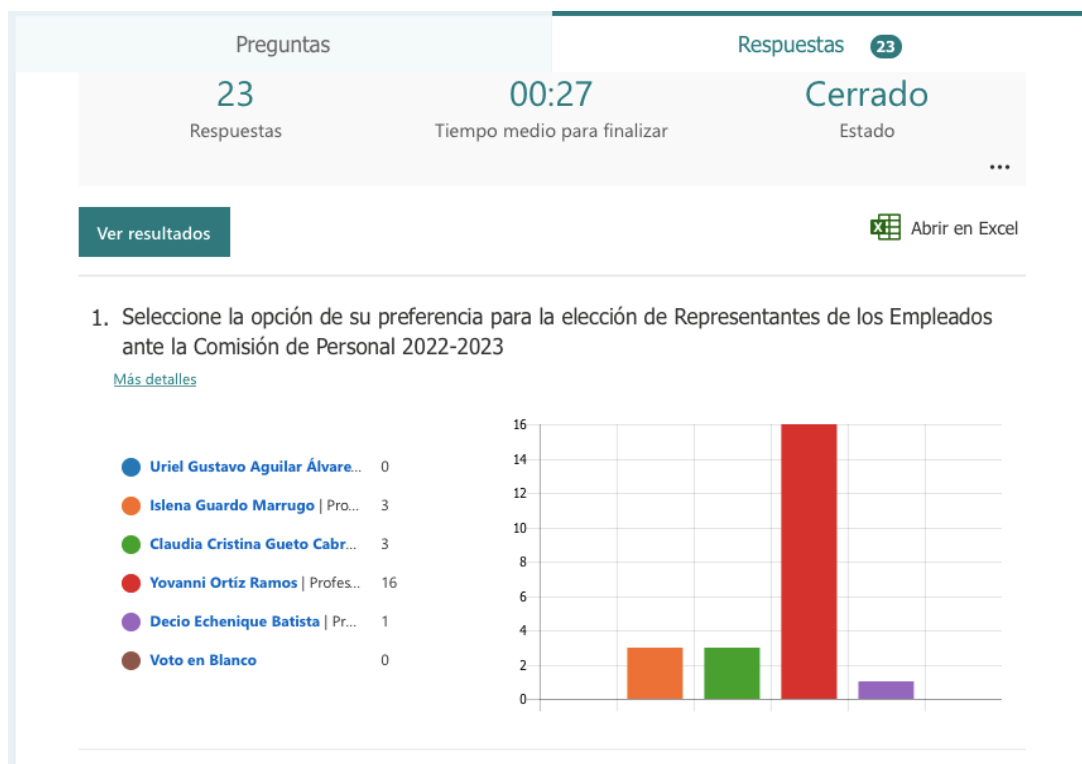 Preguntas
Respuestas 23
23
Respuestas
00:27
Tiempo medio para finalizar
Cerrado
Estado
...
Ver resultados
Abrir en Excel
1. Seleccione la opción de su preferencia para la elección de Representantes de los Empleados
ante la Comisión de Personal 2022-2023
Más detalles
Uriel Gustavo Aguilar Álvare... 0
Islena Guardo Marrugo | Pro... 3
Claudia Cristina Gueto Cabr... 3
Yovanni Ortíz Ramos | Profes... 16
Decio Echenique Batista | Pr... 1
Voto en Blanco 0
16
14
12
10
8
6
4
2
0